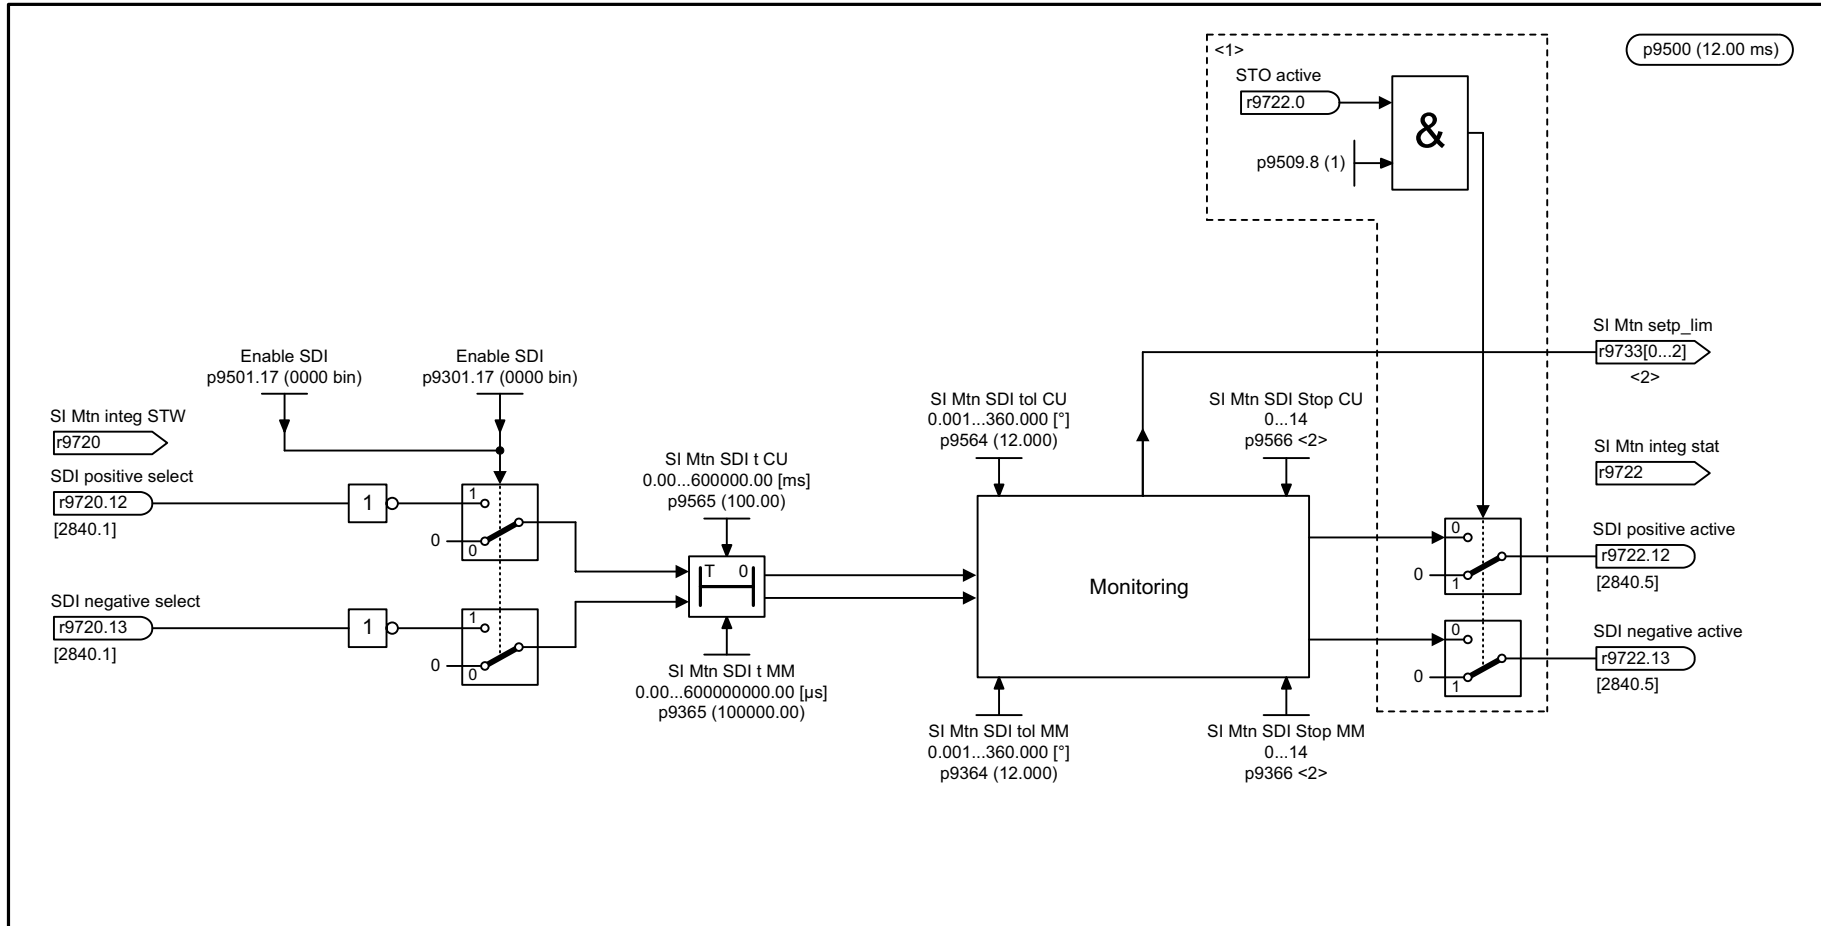 <1>
p9500 (12.00 ms)
STO active
r9722.0
&
p9509.8 (1)
SI Mtn setp_lim
r9733[0...2]
<2>
Enable SDI
p9501.17 (0000 bin)
Enable SDI
p9301.17 (0000 bin)
SI Mtn integ STW
r9720
SDI positive select
r9720.12
[2840.1]
1
1
0
0
SDI negative select
r9720.13
[2840.1]
1
1
0
0
SI Mtn SDI t CU
0.00...600000.00 [ms]
p9565 (100.00)
T 0
SI Mtn SDI t MM
0.00...600000000.00 [µs]
p9365 (100000.00)
SI Mtn SDI tol CU
0.001...360.000 [°]
p9564 (12.000)
SI Mtn SDI Stop CU
0...14
p9566 <2>
Monitoring
SI Mtn SDI tol MM
0.001...360.000 [°]
p9364 (12.000)
SI Mtn SDI Stop MM
0...14
p9366 <2>
SI Mtn integ stat
r9722
0
0
1
SDI positive active
r9722.12
[2840.5]
0
0
1
SDI negative active
r9722.13
[2840.5]